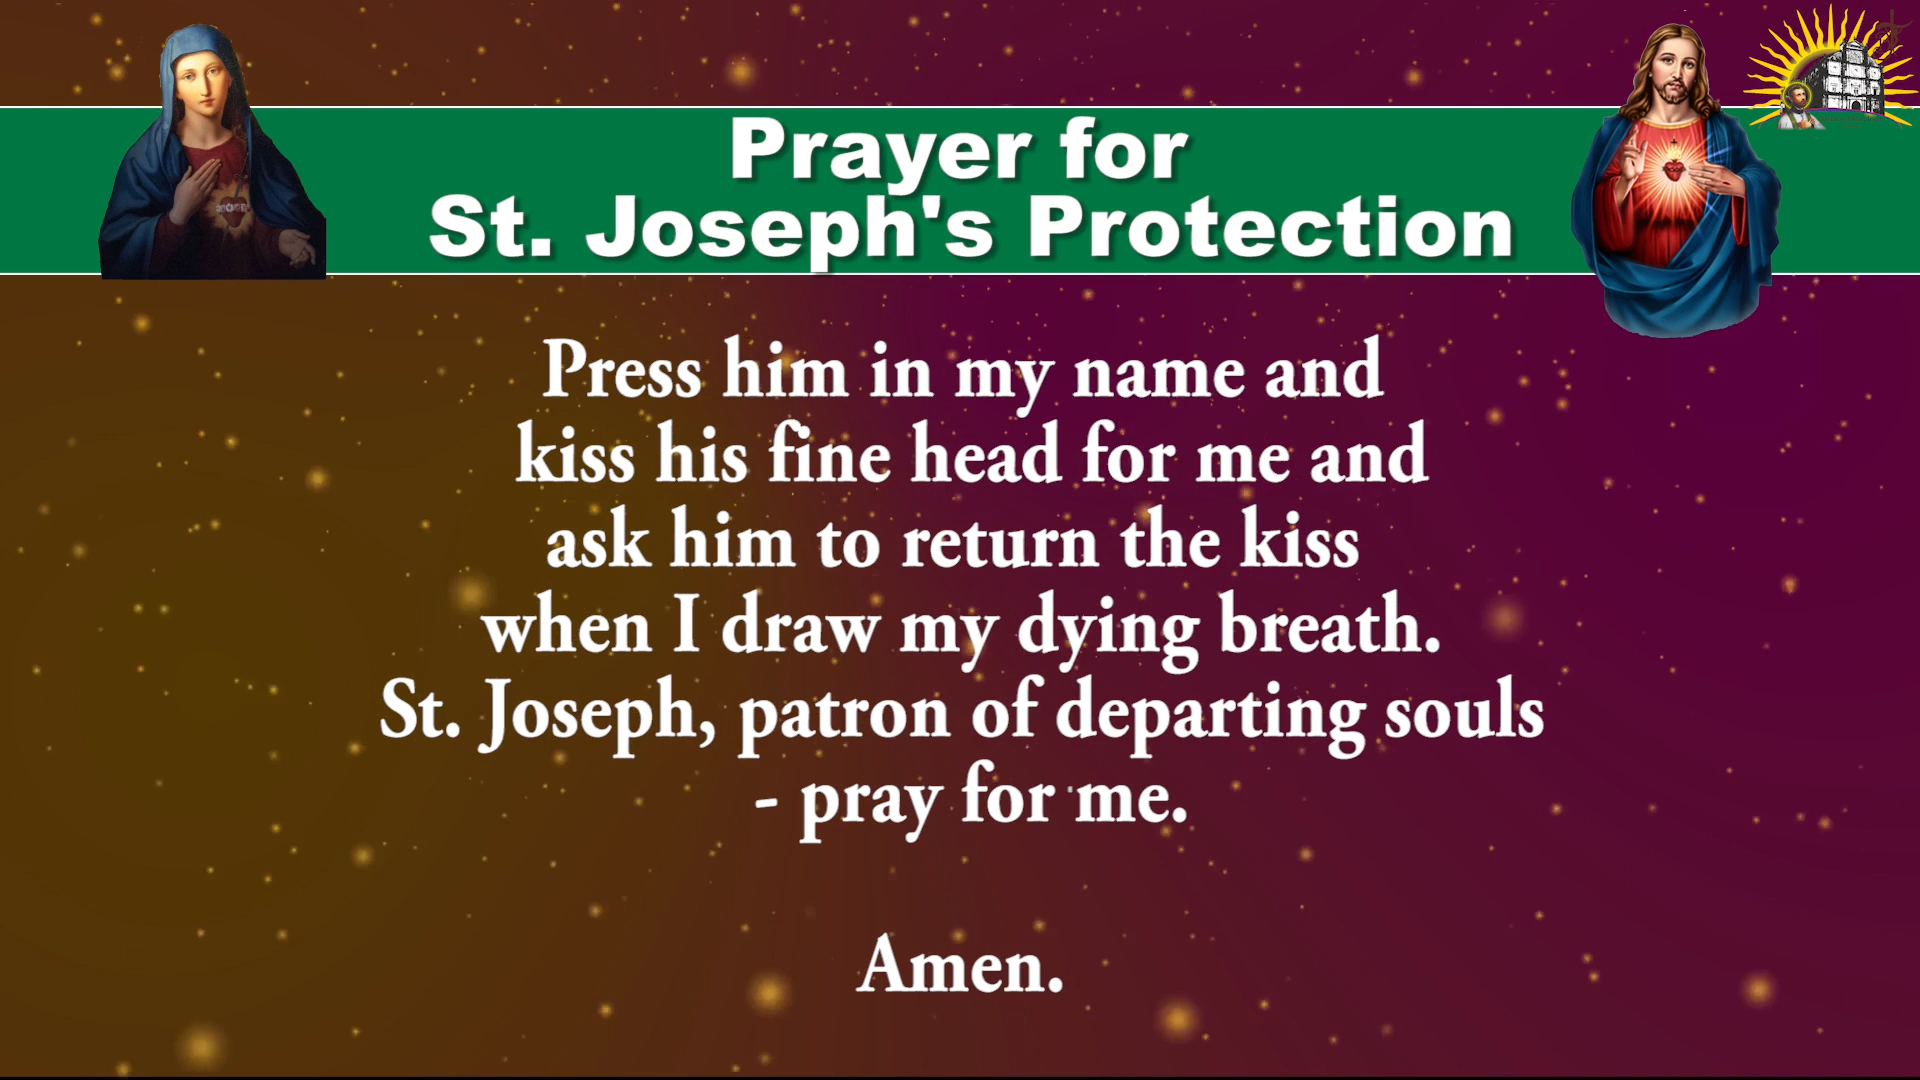 Prayer for
St. Joseph's Protection
Press him in my name and
kiss his fine head for me and
ask him to return the kiss
when I draw my dying breath.
St. Joseph, patron of departing souls
- pray for me.
Amen.